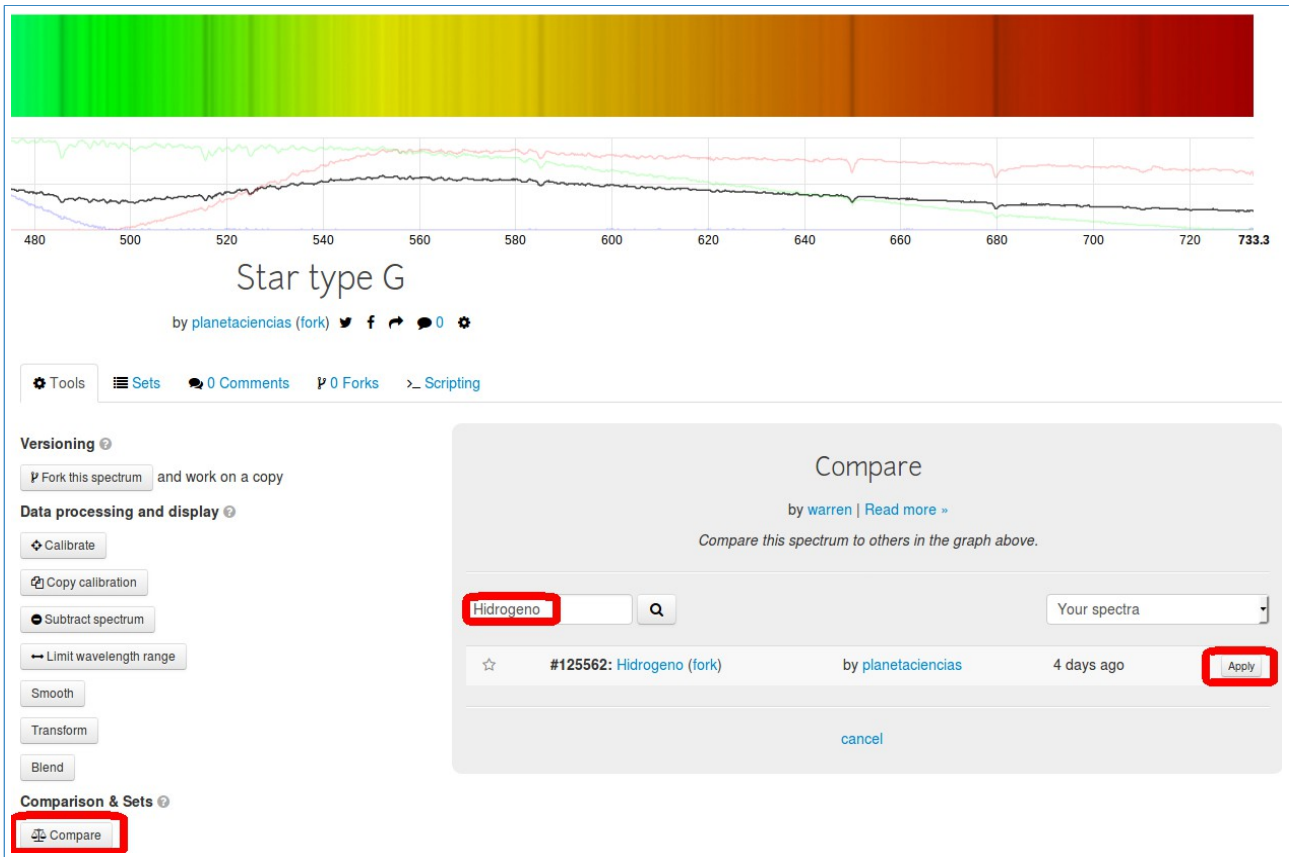 480 500 520 540 560 580 600 620 640 660 680 700 720 733.3
Star type G
by planetaciencias (fork) 0
Tools Sets 0 Comments 0 Forks >_ Scripting
Versioning
Fork this spectrum and work on a copy
Data processing and display
Calibrate
Copy calibration
Subtract spectrum
Limit wavelength range
Smooth
Transform
Blend
Comparison & Sets
Compare
Compare
by warren | Read more »
Compare this spectrum to others in the graph above.
Hidrogeno Your spectra
#125562: Hidrogeno (fork) by planetaciencias 4 days ago Apply
cancel